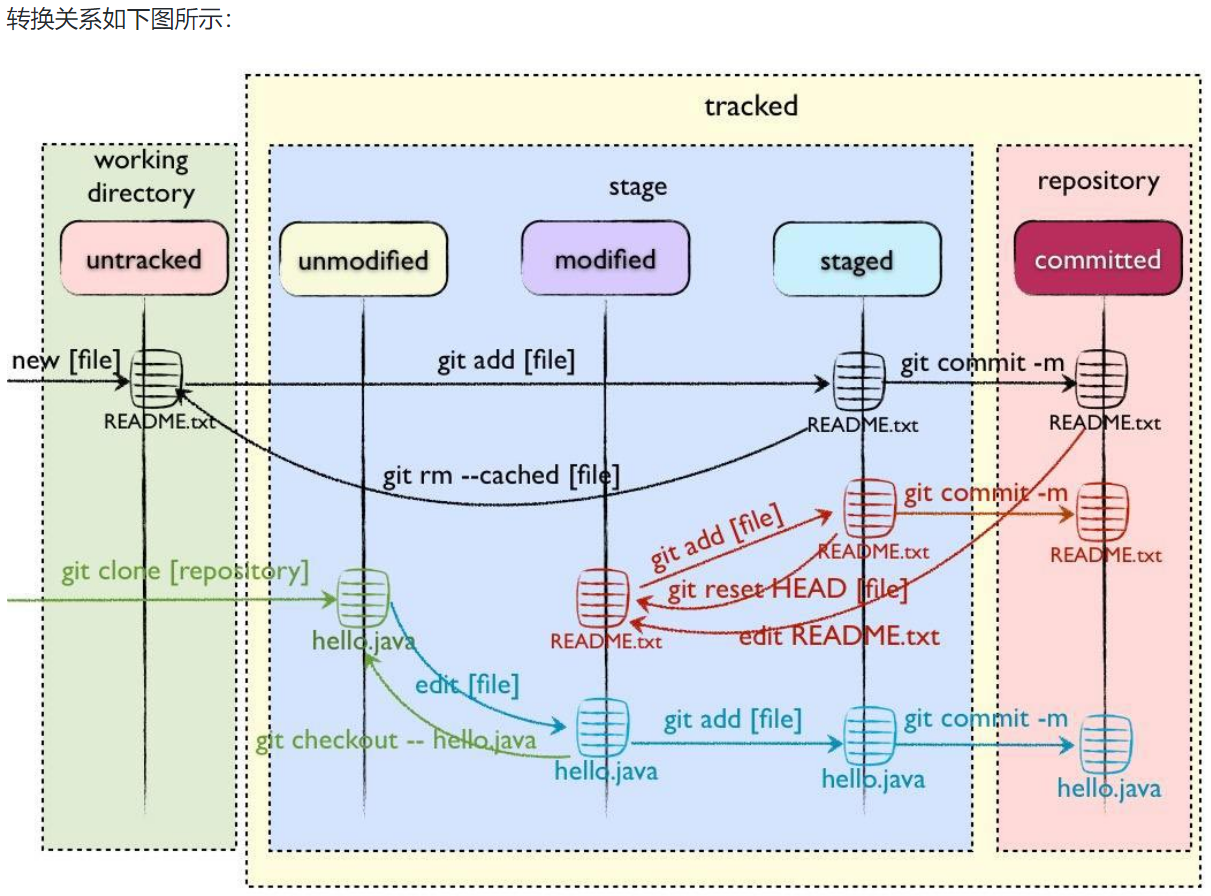 转换关系如下图所示：
tracked
working
directory
stage
repository
untracked
unmodified
modified
staged
committed
new [file]
git add [file]
git commit -m
README.txt
README.txt
README.txt
git rm --cached [file]
git add [file]
git commit -m
README.txt
README.txt
git clone [repository]
git reset HEAD [file]
hello.java
README.txt
edit README.txt
edit [file]
git add [file]
git commit -m
git checkout -- hello.java
hello.java
hello.java
hello.java